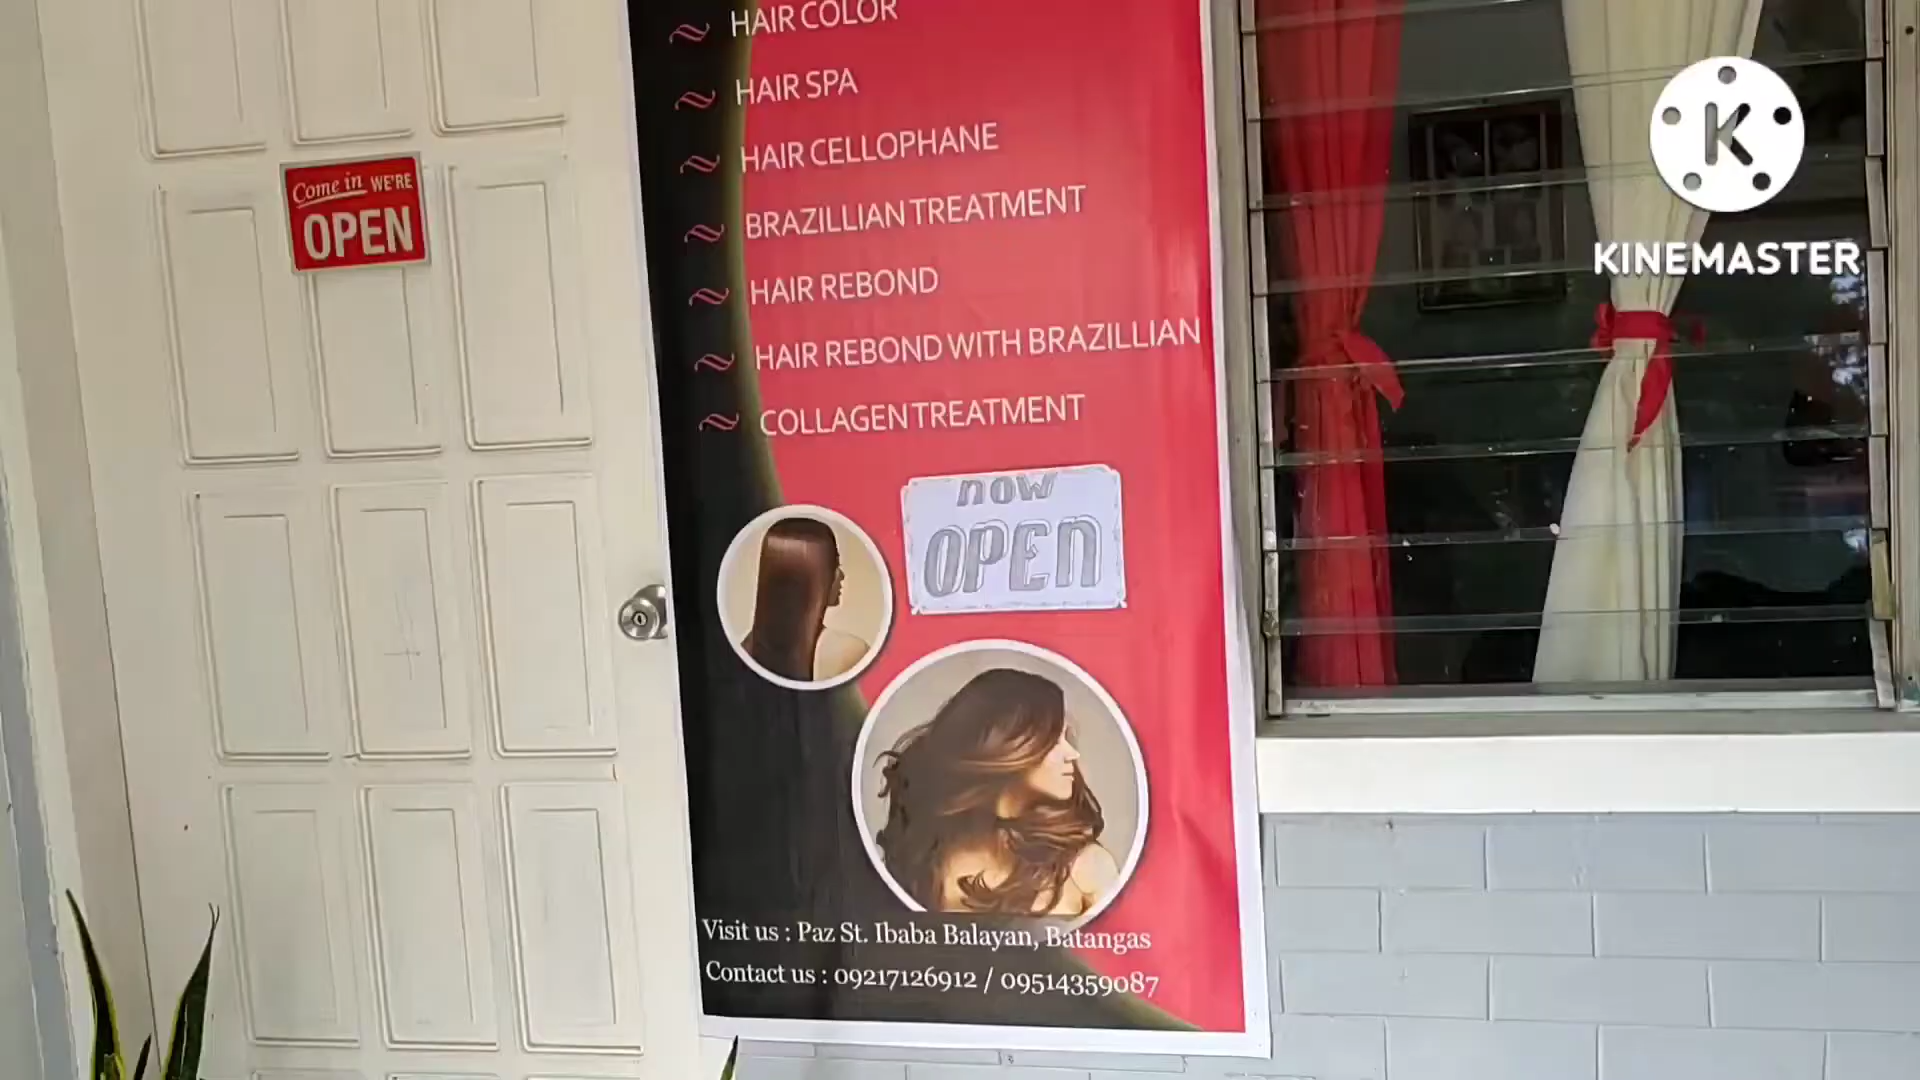 HAIR COLOR
HAIR SPA
HAIR CELLOPHANE
BRAZILLIAN TREATMENT
HAIR REBOND
HAIR REBOND WITH BRAZILLIAN
COLLAGEN TREATMENT
now
OPEN
Visit us : Paz St. Ibaba Balayan, Batangas
Contact us : 09217126912 / 09514359087
Come in WE'RE
OPEN
K
KINEMASTER